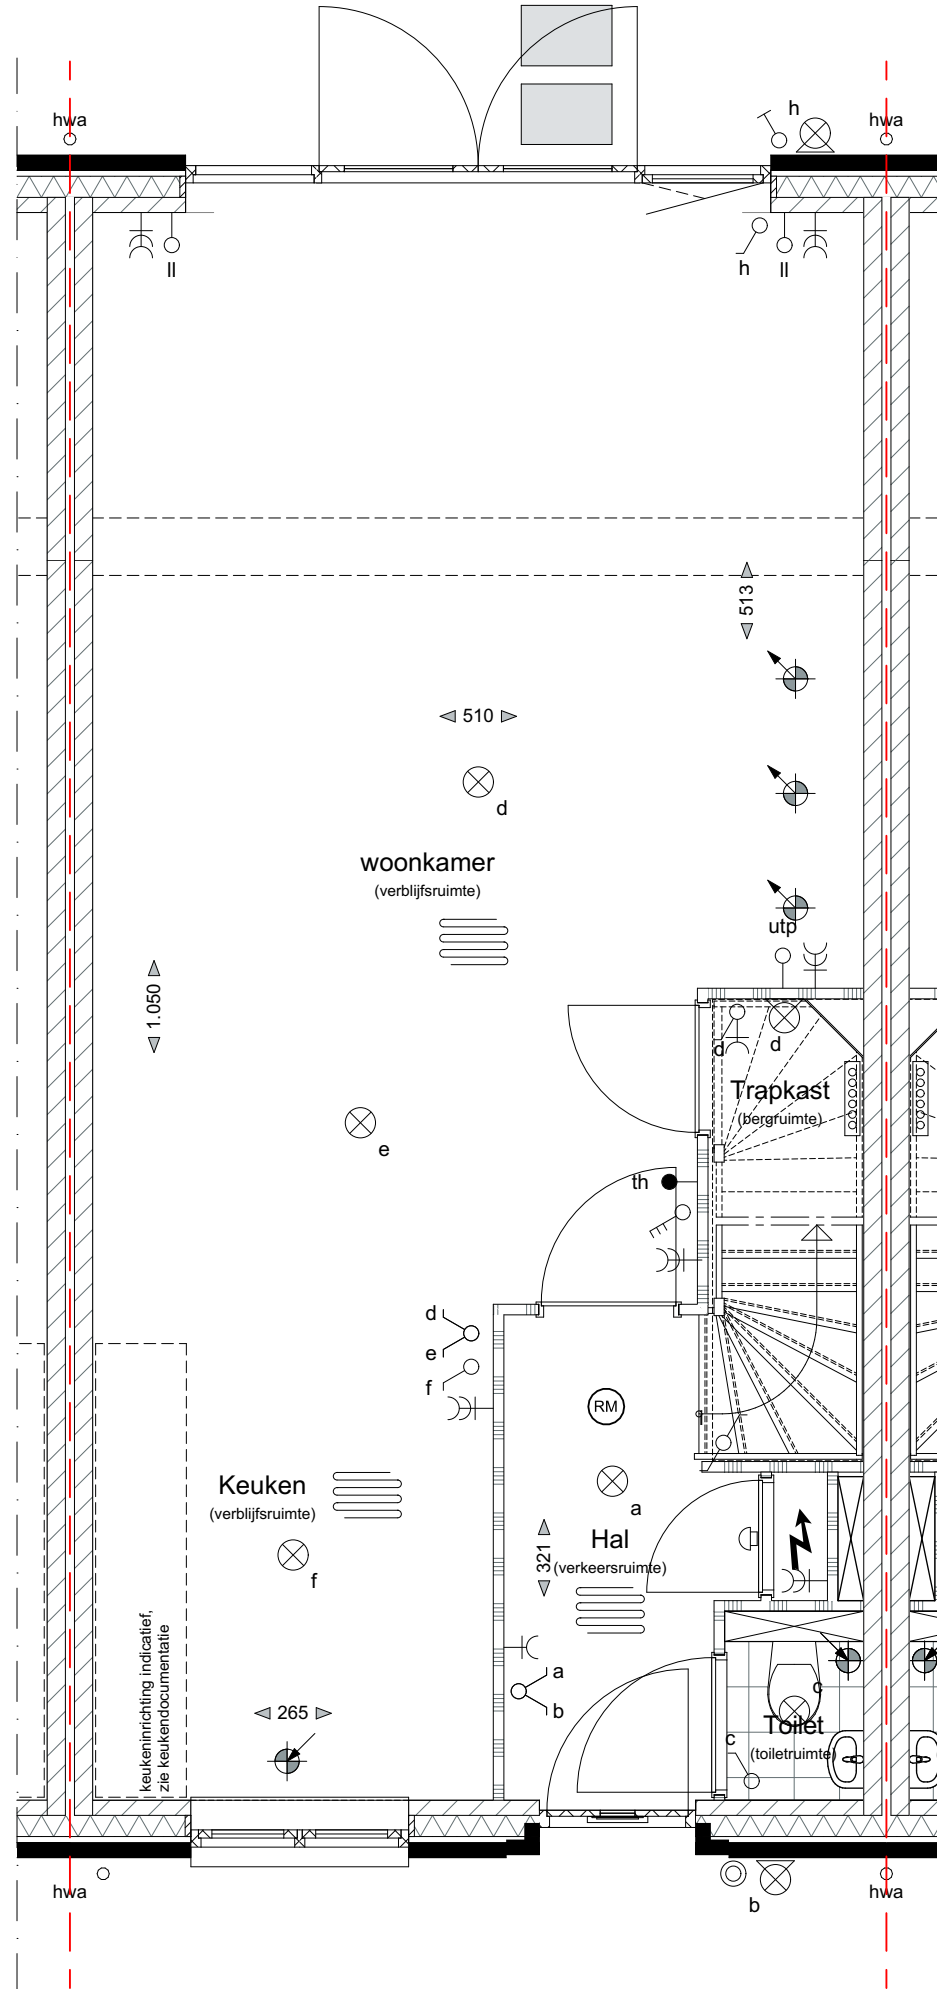 hwa
h
hwa
ll
h
ll
513
510
d
woonkamer
(verblijfsruimte)
utp
1.050
d
d
Trapkast
(bergruimte)
e
th
d
e
f
RM
Keuken
(verblijfsruimte)
a
Hal
(verkeersruimte)
321
f
keukeninrichting indicatief,
zie keukendocumentatie
a
b
c
265
Toilet
(toiletruimte)
c
hwa
b
hwa